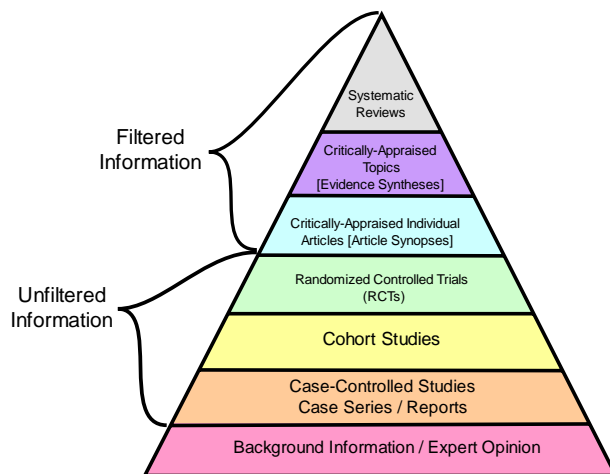 Systematic
Reviews
Filtered
Information
Critically-Appraised
Topics
[Evidence Syntheses]
Critically-Appraised Individual
Articles [Article Synopses]
Unfiltered
Information
Randomized Controlled Trials
(RCTs)
Cohort Studies
Case-Controlled Studies
Case Series / Reports
Background Information / Expert Opinion